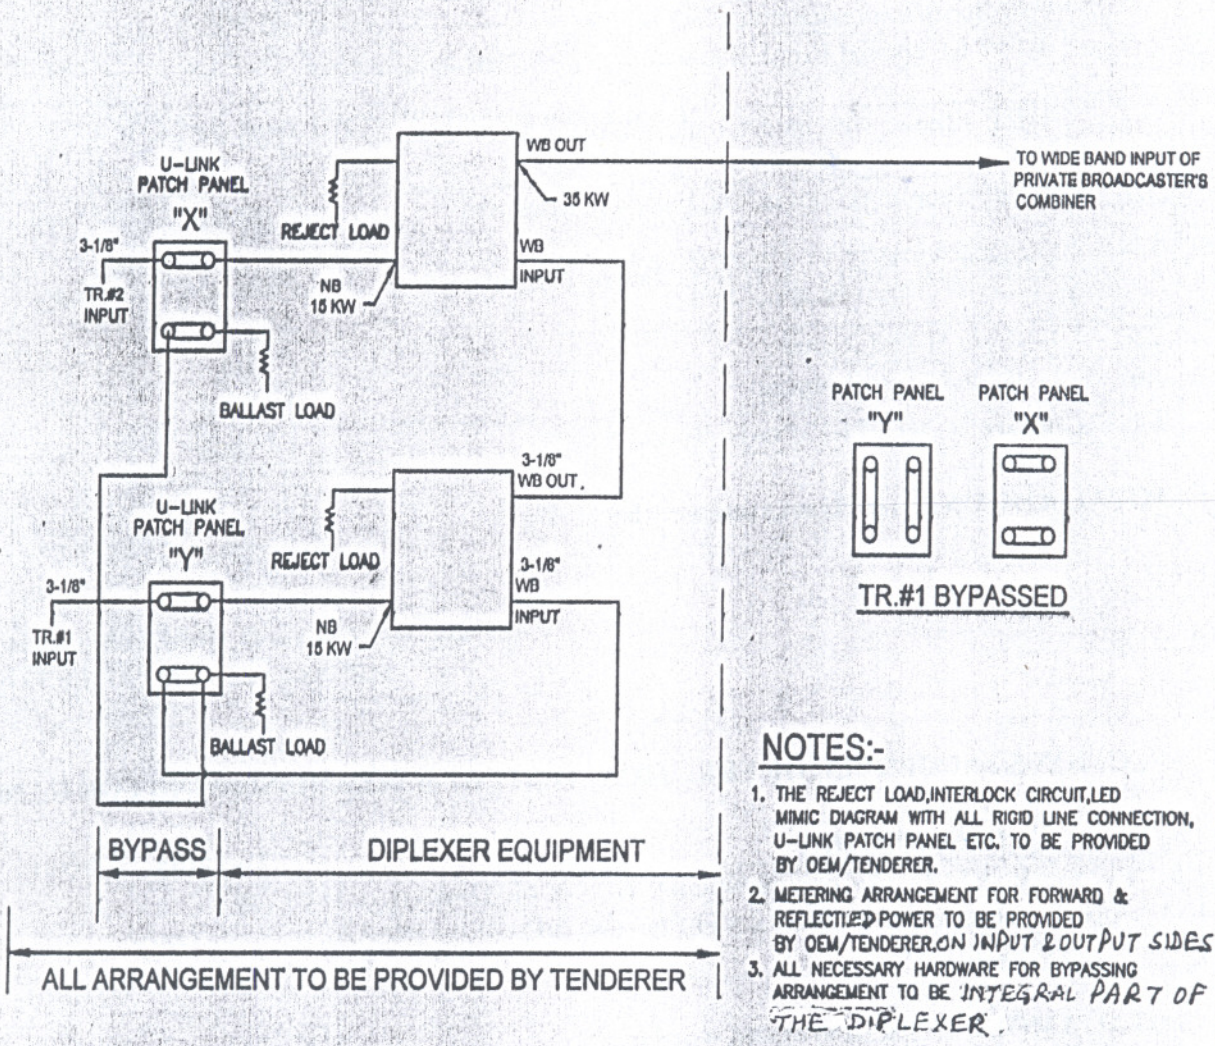 WB OUT
35 KW
TO WIDE BAND INPUT OF
PRIVATE BROADCASTER'S
COMBINER
U-LINK
PATCH PANEL
"X"
3-1/8"
TR.#2
INPUT
REJECT LOAD
NB
15 KW
WB
INPUT
BALLAST LOAD
PATCH PANEL
"Y"
PATCH PANEL
"X"
TR.#1 BYPASSED
3-1/8"
WB OUT.
U-LINK
PATCH PANEL
"Y"
3-1/8"
TR.#1
INPUT
REJECT LOAD
NB
15 KW
3-1/8"
WB
INPUT
BALLAST LOAD
BYPASS
DIPLEXER EQUIPMENT
ALL ARRANGEMENT TO BE PROVIDED BY TENDERER
NOTES:-
1. THE REJECT LOAD,INTERLOCK CIRCUIT,LED
MIMIC DIAGRAM WITH ALL RIGID LINE CONNECTION,
U-LINK PATCH PANEL ETC. TO BE PROVIDED
BY OEM/TENDERER.
2. METERING ARRANGEMENT FOR FORWARD &
REFLECTED POWER TO BE PROVIDED
BY OEM/TENDERER.ON INPUT & OUTPUT SIDES
3. ALL NECESSARY HARDWARE FOR BYPASSING
ARRANGEMENT TO BE INTEGRAL PART OF
THE DIPLEXER.